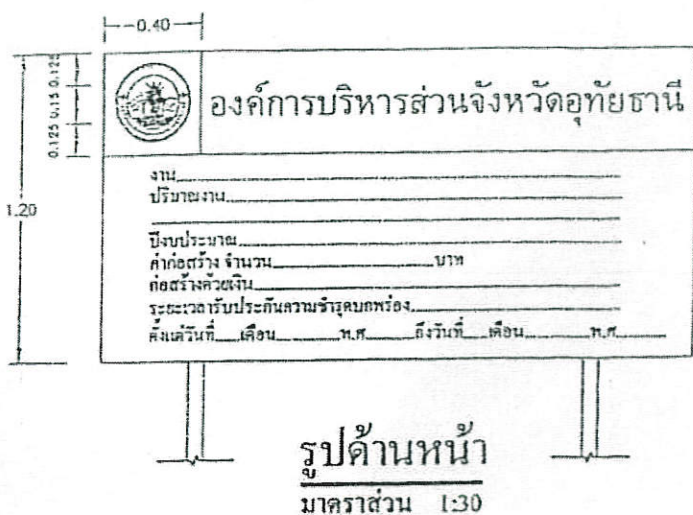 0.40
0.125 0.15 0.125
1.20
องค์การบริหารส่วนจังหวัดอุทัยธานี
งาน
ปริมาณงาน
ปีงบประมาณ
ค่าก่อสร้าง จำนวน บาท
ก่อสร้างด้วยเงิน
ระยะเวลารับประกันความชำรุดบกพร่อง
ตั้งแต่วันที่ เดือน พ.ศ. ถึงวันที่ เดือน พ.ศ.
รูปด้านหน้า
มาตราส่วน 1:30